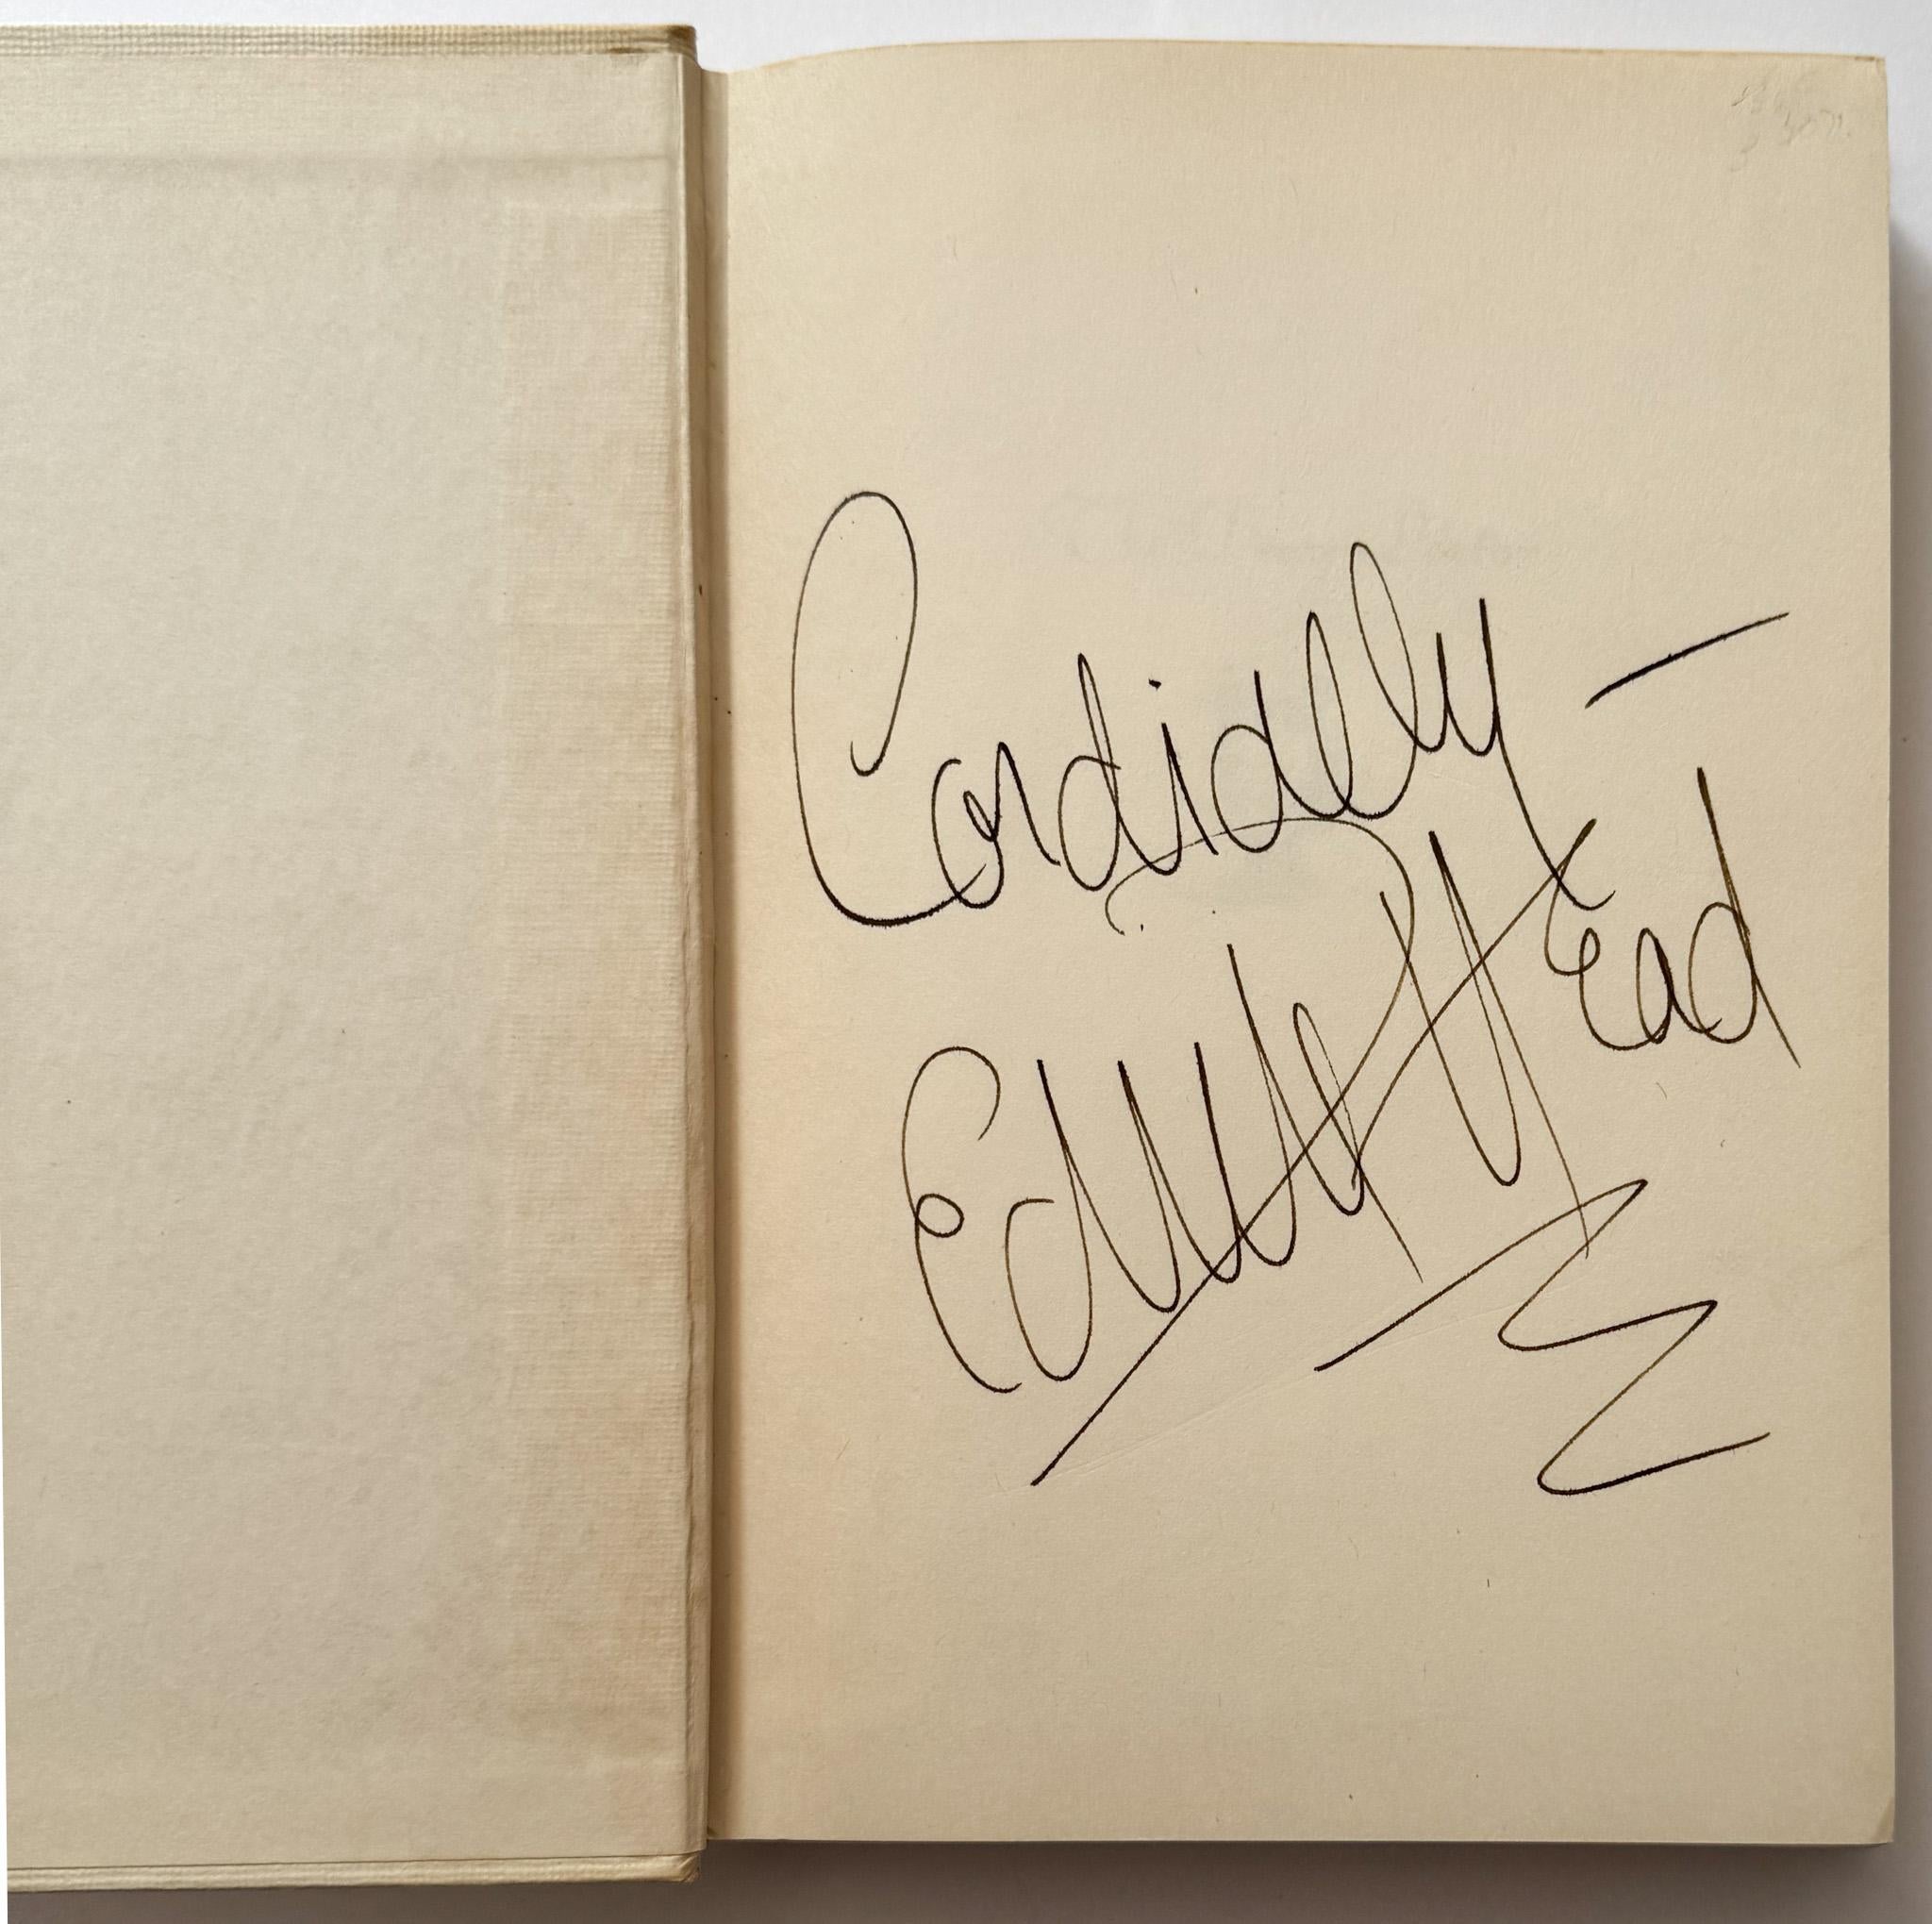 Cordially —
Edith Head